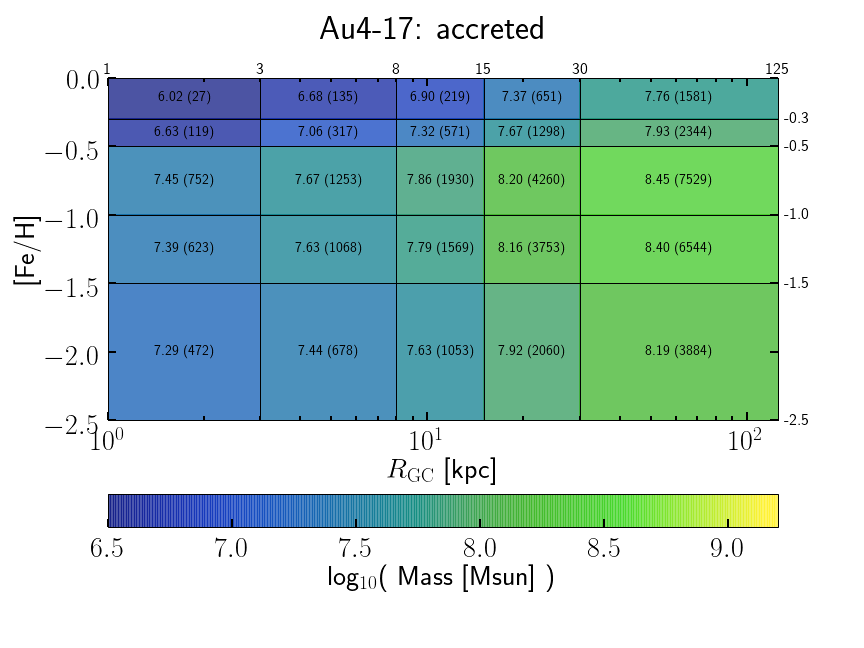 Au4-17: accreted
1 3 8 15 30 125
0.0
6.02 (27) 6.68 (135) 6.90 (219) 7.37 (651) 7.76 (1581)
-0.3
6.63 (119) 7.06 (317) 7.32 (571) 7.67 (1298) 7.93 (2344)
−0.5 -0.5
7.45 (752) 7.67 (1253) 7.86 (1930) 8.20 (4260) 8.45 (7529)
−1.0 -1.0
[Fe/H]
7.39 (623) 7.63 (1068) 7.79 (1569) 8.16 (3753) 8.40 (6544)
−1.5 -1.5
7.29 (472) 7.44 (678) 7.63 (1053) 7.92 (2060) 8.19 (3884)
−2.0
−2.5 -2.5
10⁰ 10¹ 10²
R_GC [kpc]
6.5 7.0 7.5 8.0 8.5 9.0
log₁₀( Mass [Msun] )